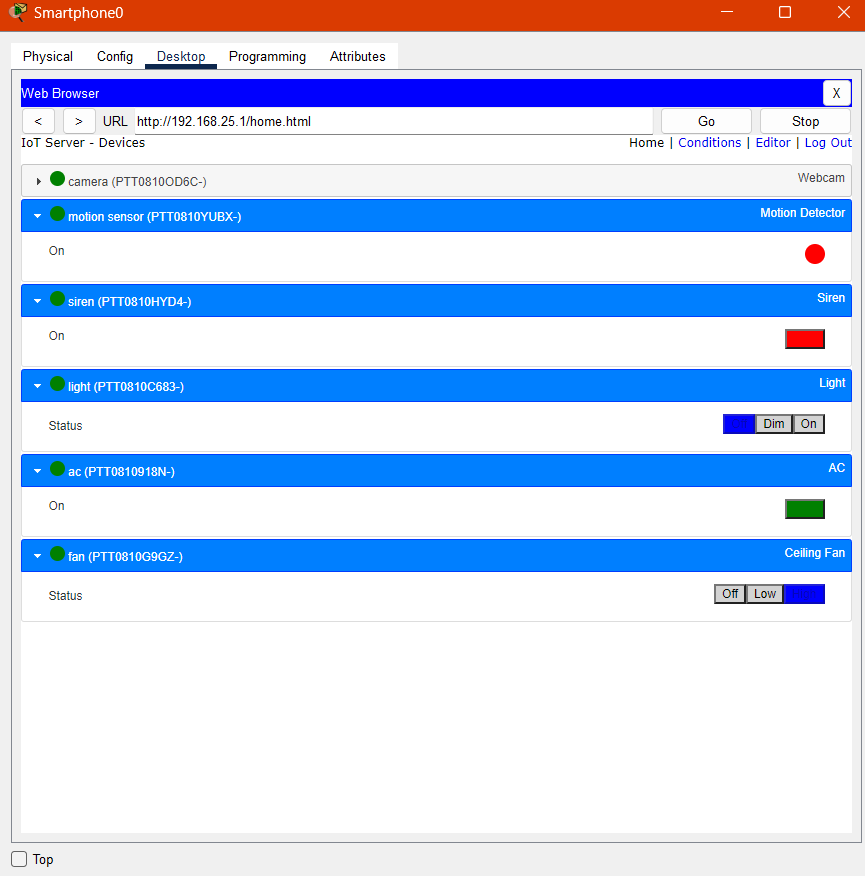 Smartphone0
Physical Config Desktop Programming Attributes
Web Browser X
< > URL http://192.168.25.1/home.html Go Stop
IoT Server - Devices Home | Conditions | Editor | Log Out
camera (PTT0810OD6C-) Webcam
motion sensor (PTT0810YUBX-) Motion Detector
On
siren (PTT0810HYD4-) Siren
On
light (PTT0810C683-) Light
Status Dim On
ac (PTT0810918N-) AC
On
fan (PTT0810G9GZ-) Ceiling Fan
Status Off Low
Top